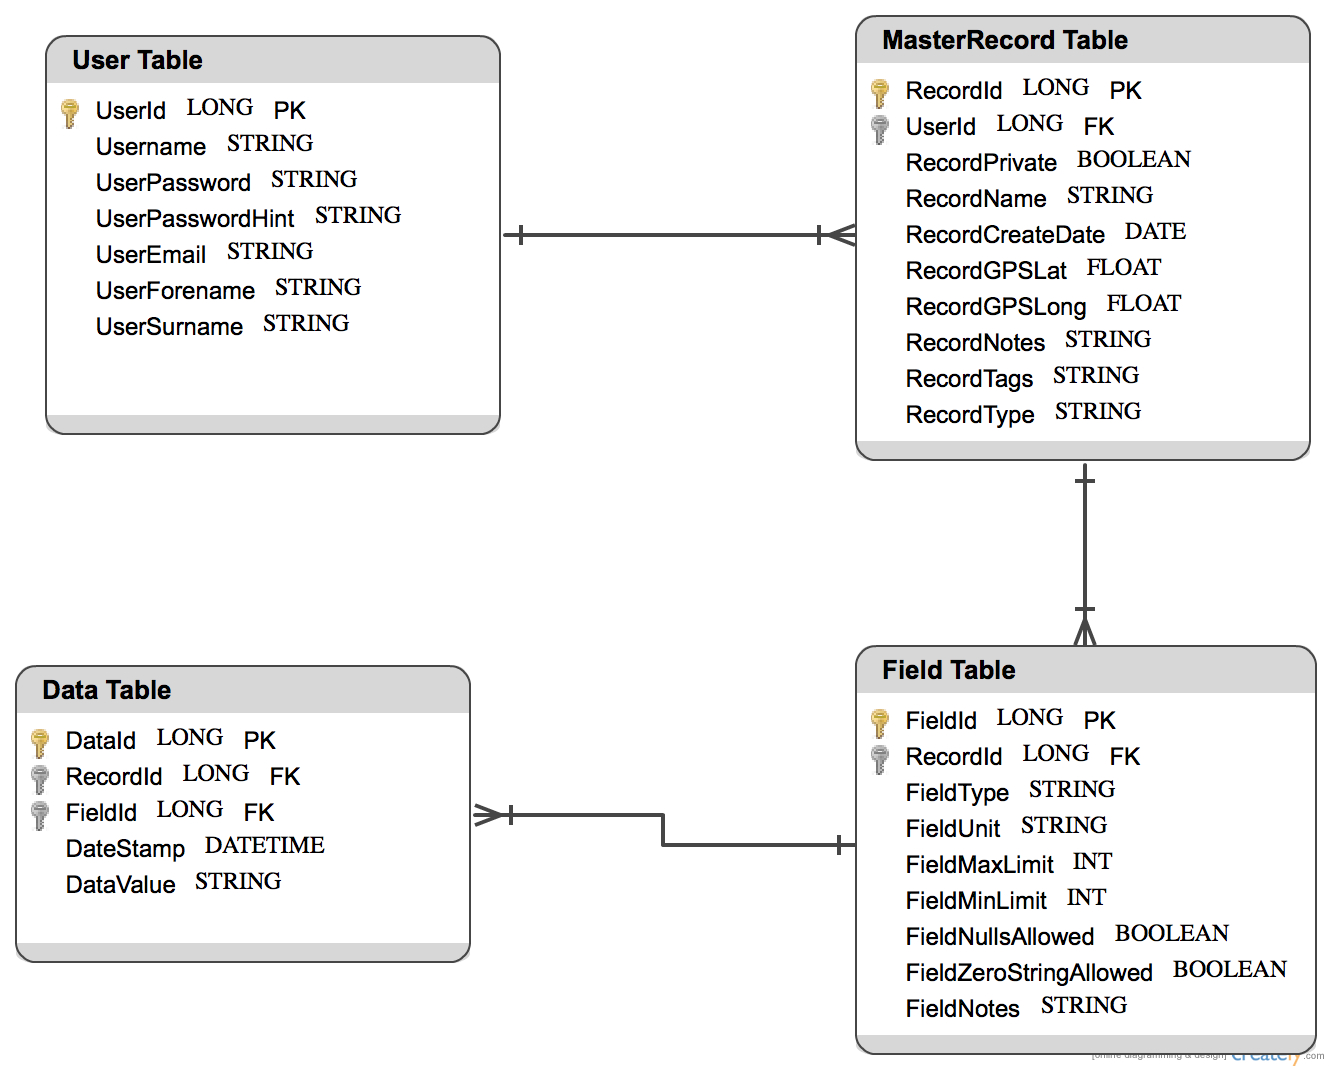 User Table
UserId LONG PK
Username STRING
UserPassword STRING
UserPasswordHint STRING
UserEmail STRING
UserForename STRING
UserSurname STRING
MasterRecord Table
RecordId LONG PK
UserId LONG FK
RecordPrivate BOOLEAN
RecordName STRING
RecordCreateDate DATE
RecordGPSLat FLOAT
RecordGPSLong FLOAT
RecordNotes STRING
RecordTags STRING
RecordType STRING
Data Table
DataId LONG PK
RecordId LONG FK
FieldId LONG FK
DateStamp DATETIME
DataValue STRING
Field Table
FieldId LONG PK
RecordId LONG FK
FieldType STRING
FieldUnit STRING
FieldMaxLimit INT
FieldMinLimit INT
FieldNullsAllowed BOOLEAN
FieldZeroStringAllowed BOOLEAN
FieldNotes STRING
[online diagramming & design] creately.com